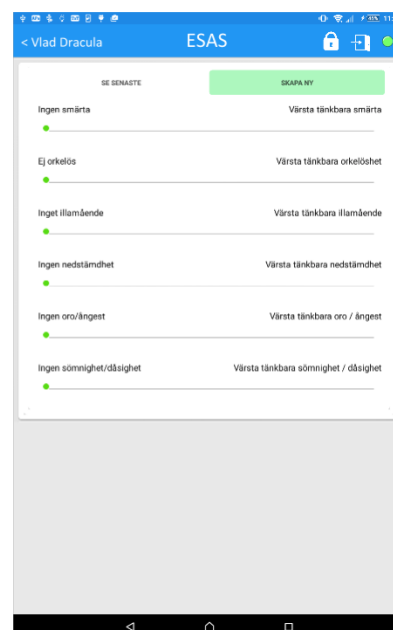 45% 11:
< Vlad Dracula ESAS
SE SENASTE SKAPA NY
Ingen smärta Värsta tänkbara smärta
Ej orkelös Värsta tänkbara orkelöshet
Inget illamående Värsta tänkbara illamående
Ingen nedstämdhet Värsta tänkbara nedstämdhet
Ingen oro/ångest Värsta tänkbara oro / ångest
Ingen sömnighet/dåsighet Värsta tänkbara sömnighet / dåsighet